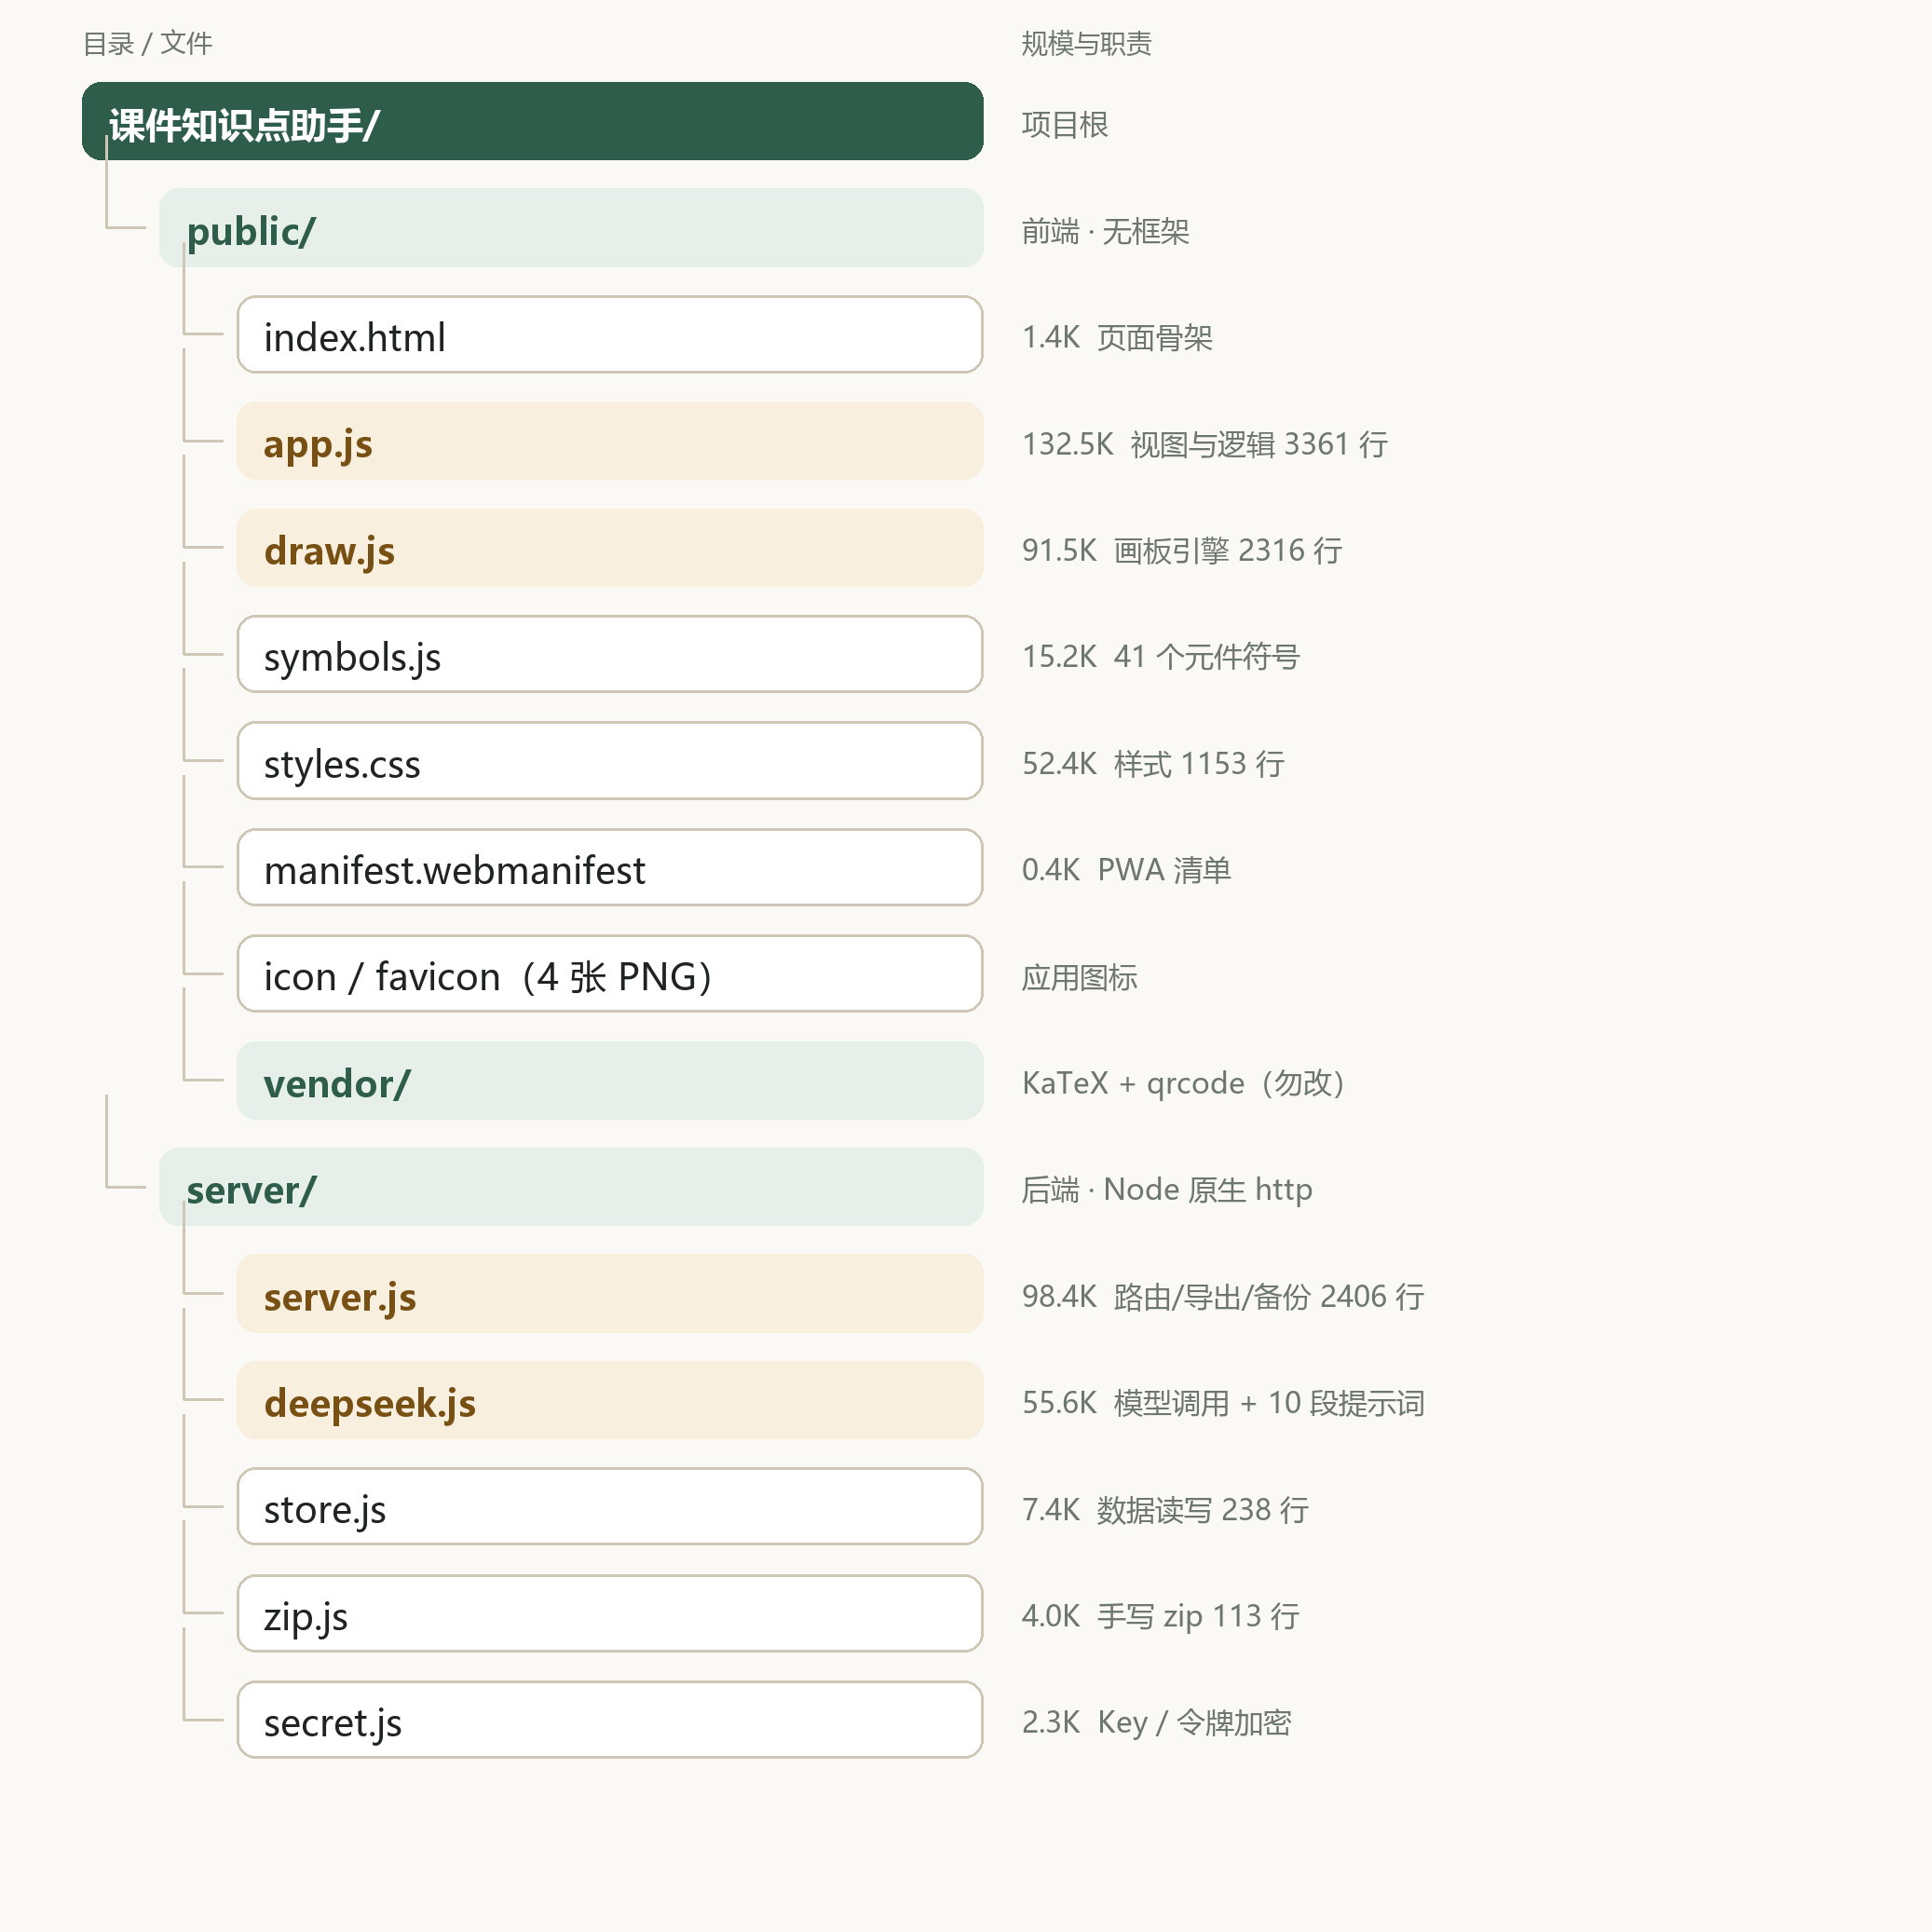 目录 / 文件 规模与职责
课件知识点助手/ 项目根
public/ 前端 · 无框架
index.html 1.4K 页面骨架
app.js 132.5K 视图与逻辑 3361 行
draw.js 91.5K 画板引擎 2316 行
symbols.js 15.2K 41 个元件符号
styles.css 52.4K 样式 1153 行
manifest.webmanifest 0.4K PWA 清单
icon / favicon（4 张 PNG） 应用图标
vendor/ KaTeX + qrcode（勿改）
server/ 后端 · Node 原生 http
server.js 98.4K 路由/导出/备份 2406 行
deepseek.js 55.6K 模型调用 + 10 段提示词
store.js 7.4K 数据读写 238 行
zip.js 4.0K 手写 zip 113 行
secret.js 2.3K Key / 令牌加密